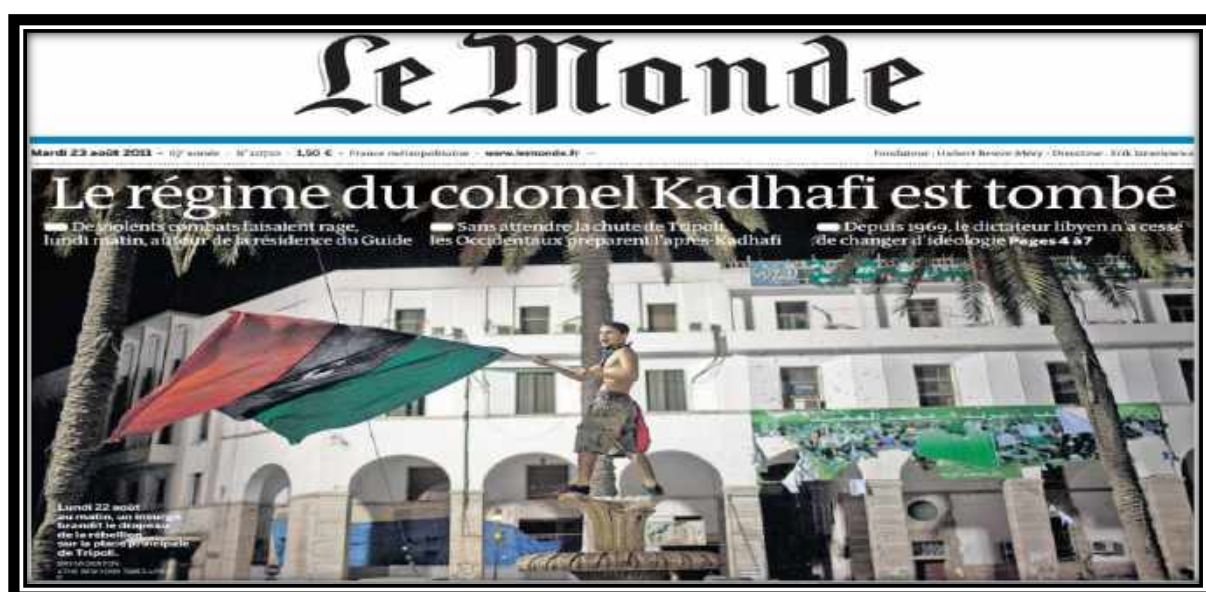 Le Monde
Mardi 23 août 2011 - 67e année - N° - 1,50 € - France métropolitaine - www.lemonde.fr -
Fondateur : Hubert Beuve-Méry - Directeur : Erik Izraelewicz
Le régime du colonel Kadhafi est tombé
De violents combats faisaient rage,
lundi matin, autour de la résidence du Guide
Sans attendre la chute de Tripoli,
les Occidentaux préparent l'après-Kadhafi
Depuis 1969, le dictateur libyen n'a cessé
de changer d'idéologie Pages 4 à 7
Lundi 22 août
au matin, un insurgé
brandit le drapeau
de la rébellion
sur la place principale
de Tripoli.